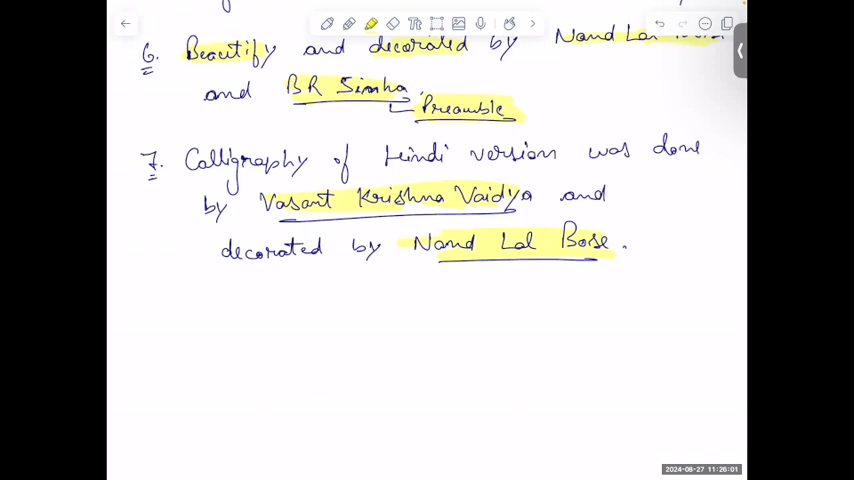 6. Beautify and decorated by Nand Lal
and BR Sinha.
Preamble
7. Calligraphy of Hindi version was done
by Vasant Krishna Vaidya and
decorated by Nand Lal Bose.
2024-08-27 11:26:01